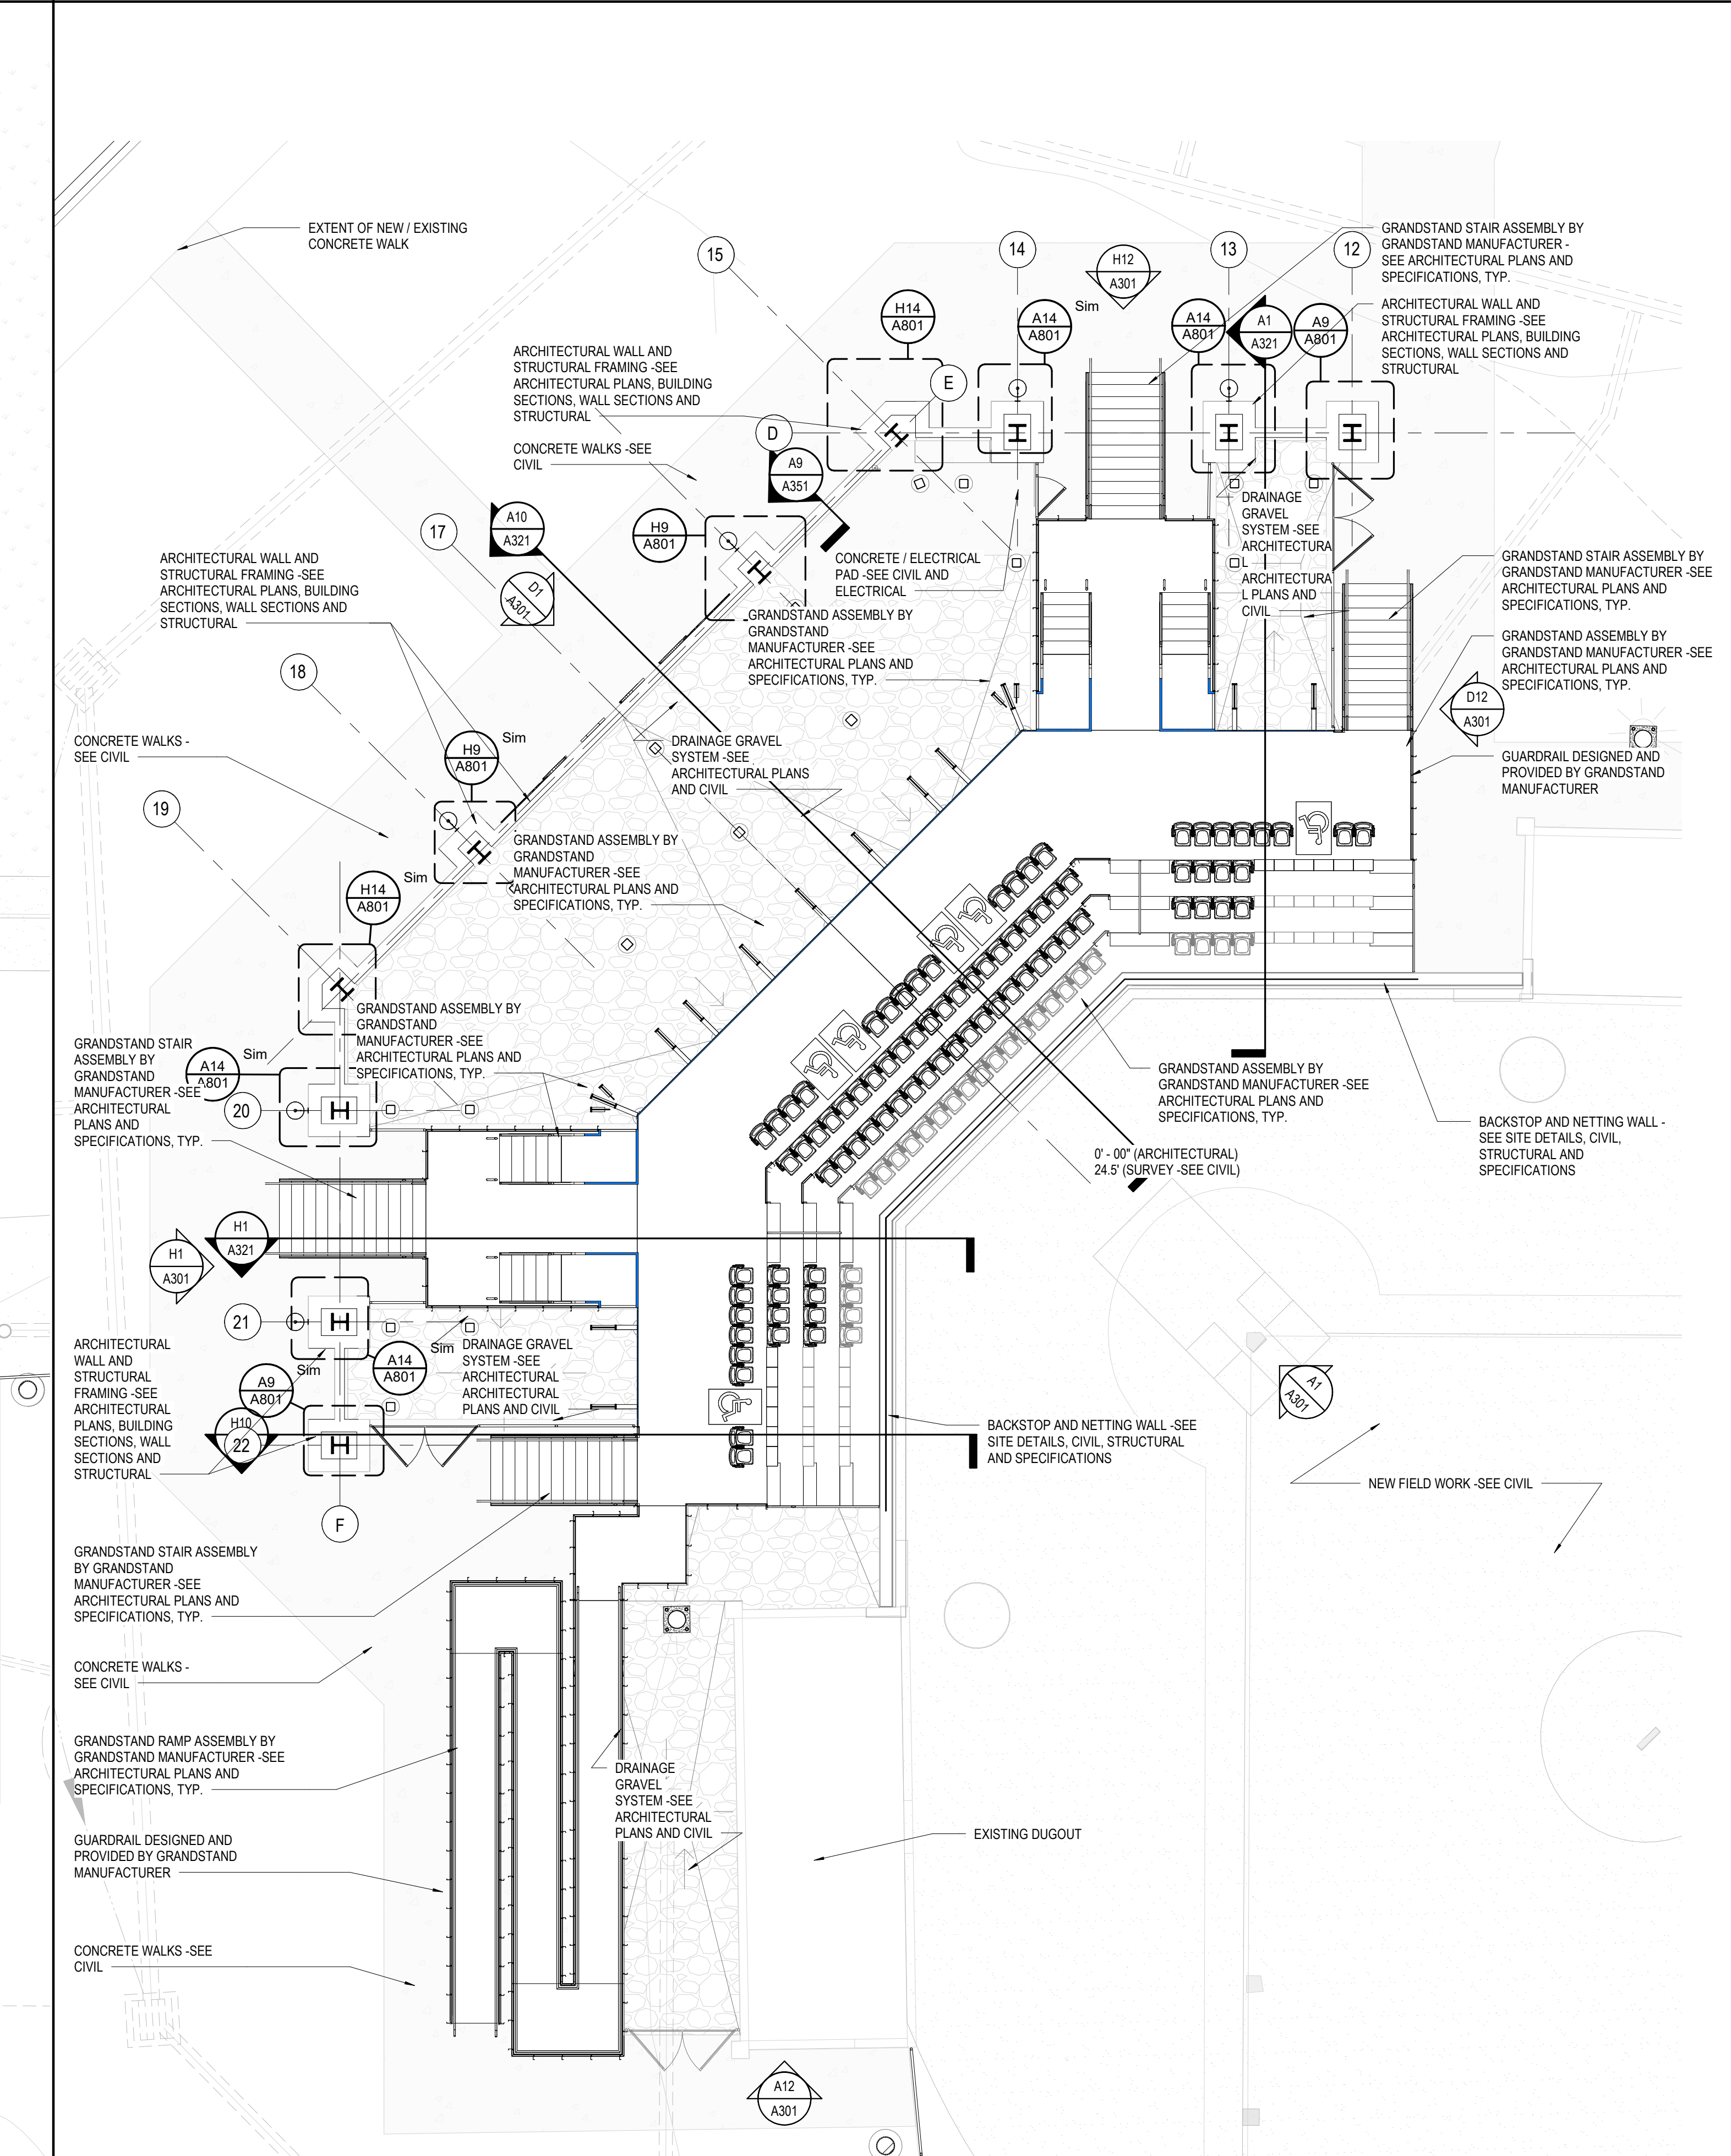 EXTENT OF NEW / EXISTING
CONCRETE WALK
15
14
H12
A301
13
12
GRANDSTAND STAIR ASSEMBLY BY
GRANDSTAND MANUFACTURER -
SEE ARCHITECTURAL PLANS AND
SPECIFICATIONS, TYP.
H14
A801
A14
A801
Sim
A14
A801
A1
A321
A9
A801
ARCHITECTURAL WALL AND
STRUCTURAL FRAMING -SEE
ARCHITECTURAL PLANS, BUILDING
SECTIONS, WALL SECTIONS AND
STRUCTURAL
ARCHITECTURAL WALL AND
STRUCTURAL FRAMING -SEE
ARCHITECTURAL PLANS, BUILDING
SECTIONS, WALL SECTIONS AND
STRUCTURAL
E
D
CONCRETE WALKS -SEE
CIVIL
A9
A351
A10
A321
17
H9
A801
D1
A301
DRAINAGE
GRAVEL
SYSTEM -SEE
ARCHITECTURA
L
ARCHITECTURA
L PLANS AND
CIVIL
CONCRETE / ELECTRICAL
PAD -SEE CIVIL AND
ELECTRICAL
ARCHITECTURAL WALL AND
STRUCTURAL FRAMING -SEE
ARCHITECTURAL PLANS, BUILDING
SECTIONS, WALL SECTIONS AND
STRUCTURAL
GRANDSTAND STAIR ASSEMBLY BY
GRANDSTAND MANUFACTURER -SEE
ARCHITECTURAL PLANS AND
SPECIFICATIONS, TYP.
GRANDSTAND ASSEMBLY BY
GRANDSTAND
MANUFACTURER -SEE
ARCHITECTURAL PLANS AND
SPECIFICATIONS, TYP.
GRANDSTAND ASSEMBLY BY
GRANDSTAND MANUFACTURER -SEE
ARCHITECTURAL PLANS AND
SPECIFICATIONS, TYP.
18
D12
A301
CONCRETE WALKS -
SEE CIVIL
H9
A801
Sim
DRAINAGE GRAVEL
SYSTEM -SEE
ARCHITECTURAL PLANS
AND CIVIL
GUARDRAIL DESIGNED AND
PROVIDED BY GRANDSTAND
MANUFACTURER
19
GRANDSTAND ASSEMBLY BY
GRANDSTAND
MANUFACTURER -SEE
ARCHITECTURAL PLANS AND
SPECIFICATIONS, TYP.
H14
A801
Sim
GRANDSTAND ASSEMBLY BY
GRANDSTAND
MANUFACTURER -SEE
ARCHITECTURAL PLANS AND
SPECIFICATIONS, TYP.
GRANDSTAND STAIR
ASSEMBLY BY
GRANDSTAND
MANUFACTURER -SEE
ARCHITECTURAL
PLANS AND
SPECIFICATIONS, TYP.
A14
A801
Sim
20
GRANDSTAND ASSEMBLY BY
GRANDSTAND MANUFACTURER -SEE
ARCHITECTURAL PLANS AND
SPECIFICATIONS, TYP.
BACKSTOP AND NETTING WALL -
SEE SITE DETAILS, CIVIL,
STRUCTURAL AND
SPECIFICATIONS
0' - 00" (ARCHITECTURAL)
24.5' (SURVEY -SEE CIVIL)
H1
A321
H1
A301
21
ARCHITECTURAL
WALL AND
STRUCTURAL
FRAMING -SEE
ARCHITECTURAL
PLANS, BUILDING
SECTIONS, WALL
SECTIONS AND
STRUCTURAL
A9
A801
Sim
A14
A801
Sim
DRAINAGE GRAVEL
SYSTEM -SEE
ARCHITECTURAL
ARCHITECTURAL
PLANS AND CIVIL
H10
22
A1
A301
BACKSTOP AND NETTING WALL -SEE
SITE DETAILS, CIVIL, STRUCTURAL
AND SPECIFICATIONS
NEW FIELD WORK -SEE CIVIL
F
GRANDSTAND STAIR ASSEMBLY
BY GRANDSTAND
MANUFACTURER -SEE
ARCHITECTURAL PLANS AND
SPECIFICATIONS, TYP.
CONCRETE WALKS -
SEE CIVIL
GRANDSTAND RAMP ASSEMBLY BY
GRANDSTAND MANUFACTURER -SEE
ARCHITECTURAL PLANS AND
SPECIFICATIONS, TYP.
DRAINAGE
GRAVEL
SYSTEM -SEE
ARCHITECTURAL
PLANS AND CIVIL
GUARDRAIL DESIGNED AND
PROVIDED BY GRANDSTAND
MANUFACTURER
EXISTING DUGOUT
CONCRETE WALKS -SEE
CIVIL
A12
A301